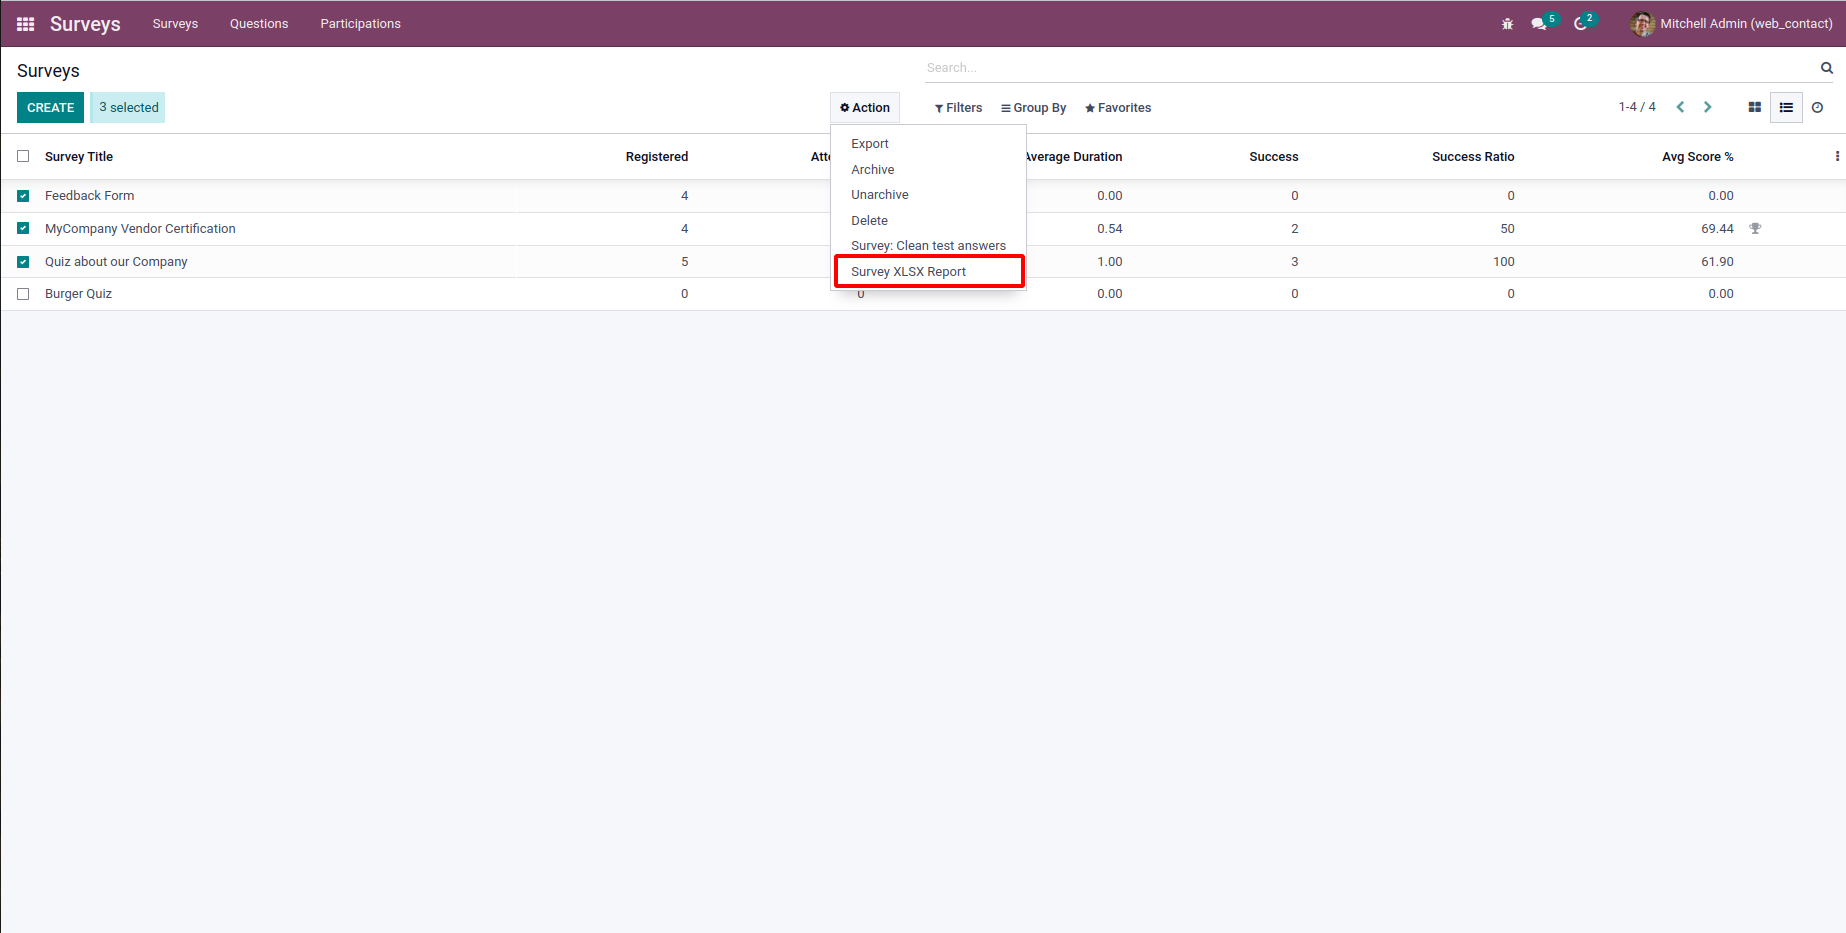 Surveys Surveys Questions Participations 5 2 Mitchell Admin (web_contact)
Surveys Search...
CREATE 3 selected Action Filters Group By Favorites 1-4 / 4
Survey Title Registered Average Duration Success Success Ratio Avg Score %
Feedback Form 4 0.00 0 0 0.00
MyCompany Vendor Certification 4 0.54 2 50 69.44
Quiz about our Company 5 1.00 3 100 61.90
Burger Quiz 0 0 0.00 0 0 0.00
Export
Archive
Unarchive
Delete
Survey: Clean test answers
Survey XLSX Report